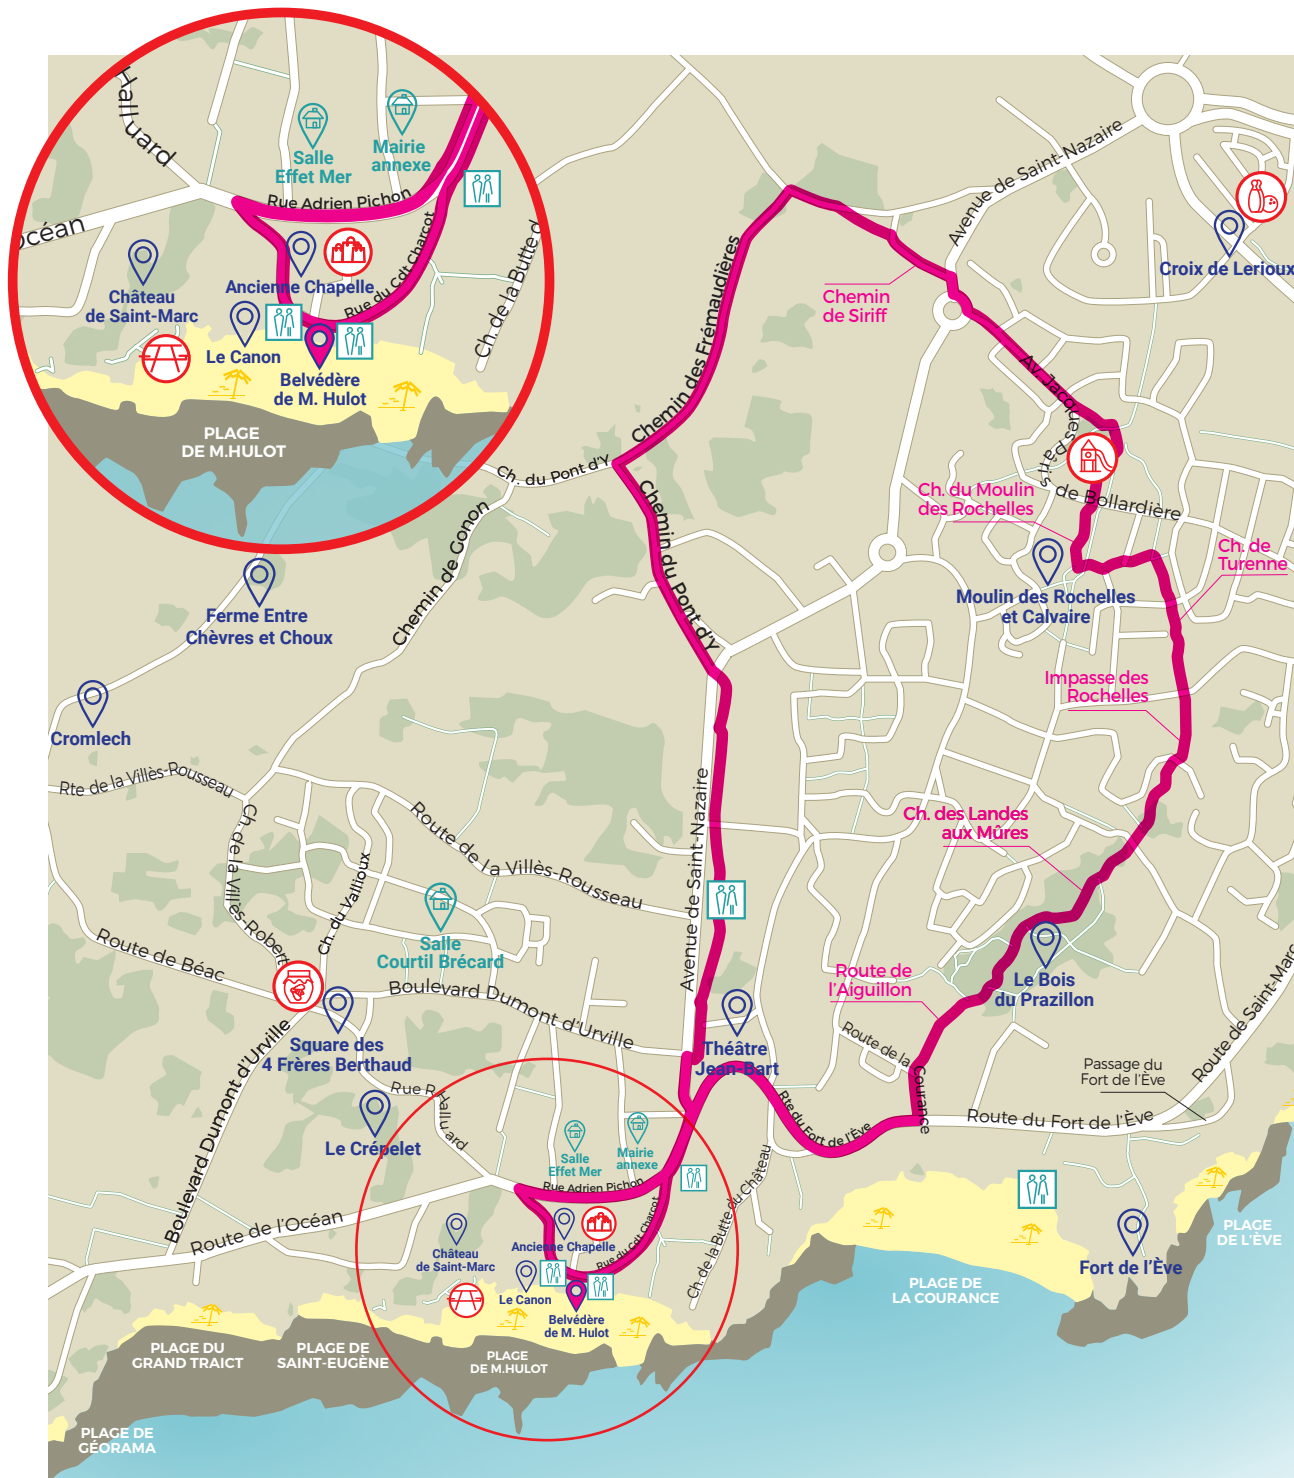 Halluard
Salle
Effet Mer
Mairie
annexe
Rue Adrien Pichon
Océan
Château
de Saint-Marc
Ancienne Chapelle
Rue du Cdt Charcot
Ch. de la Butte d
Le Canon
Belvédère
de M. Hulot
PLAGE
DE M.HULOT
Avenue de Saint-Nazaire
Croix de Lerioux
Chemin
de Siriff
Chemin des Frémaudières
Av. Jacques Pâris de Bollardière
Ch. du Pont d'Y
Chemin du Pont d'Y
Chemin de Gonon
Ch. du Moulin
des Rochelles
Ch. de
Turenne
Moulin des Rochelles
et Calvaire
Ferme Entre
Chèvres et Choux
Impasse des
Rochelles
Cromlech
Rte de la Villès-Rousseau
Ch. de la Villès-Robert
Ch. du Vallioux
Route de la Villès-Rousseau
Avenue de Saint-Nazaire
Ch. des Landes
aux Mûres
Salle
Courtil Brécard
Route de Béac
Boulevard Dumont d'Urville
Route de
l'Aiguillon
Le Bois
du Prazillon
Square des
4 Frères Berthaud
Boulevard Dumont d'Urville
Théâtre
Jean-Bart
Route de la Courance
Route de Saint-Marc
Passage du
Fort de l'Ève
Rue R. Halluard
Le Crépelet
Rte du Fort de l'Ève
Route du Fort de l'Ève
Salle
Effet Mer
Mairie
annexe
Rue Adrien Pichon
Ch. de la Butte du Château
Route de l'Océan
Château
de Saint-Marc
Ancienne Chapelle
Rue du Cdt Charcot
Le Canon
Belvédère
de M. Hulot
Fort de l'Ève
PLAGE
DE L'ÈVE
PLAGE DE
LA COURANCE
PLAGE DU
GRAND TRAICT
PLAGE DE
SAINT-EUGÈNE
PLAGE
DE M.HULOT
PLAGE DE
GÉORAMA